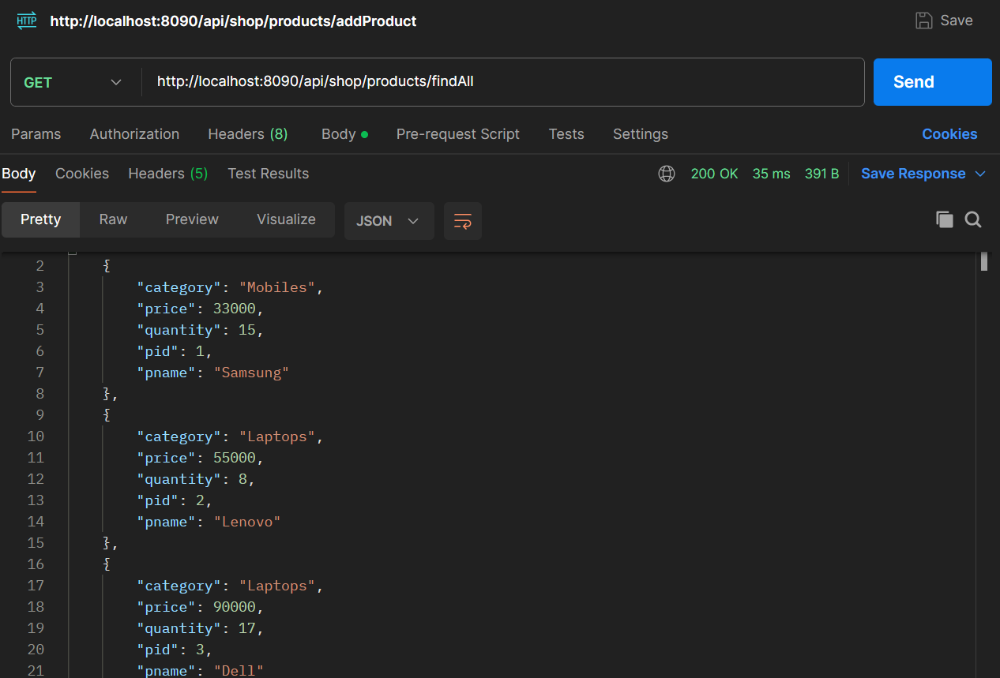 HTTP http://localhost:8090/api/shop/products/addProduct Save
GET http://localhost:8090/api/shop/products/findAll Send
Params Authorization Headers (8) Body Pre-request Script Tests Settings Cookies
Body Cookies Headers (5) Test Results 200 OK 35 ms 391 B Save Response
Pretty Raw Preview Visualize JSON
2 {
3 "category": "Mobiles",
4 "price": 33000,
5 "quantity": 15,
6 "pid": 1,
7 "pname": "Samsung"
8 },
9 {
10 "category": "Laptops",
11 "price": 55000,
12 "quantity": 8,
13 "pid": 2,
14 "pname": "Lenovo"
15 },
16 {
17 "category": "Laptops",
18 "price": 90000,
19 "quantity": 17,
20 "pid": 3,
21 "pname": "Dell"